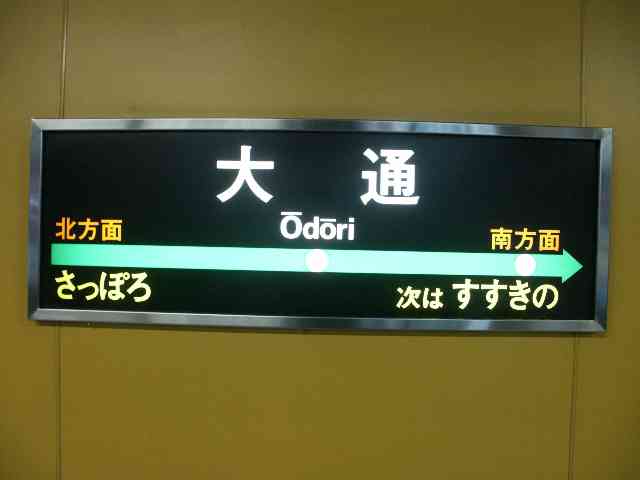 大通
Ōdōri
北方面
南方面
さっぽろ
次は すすきの